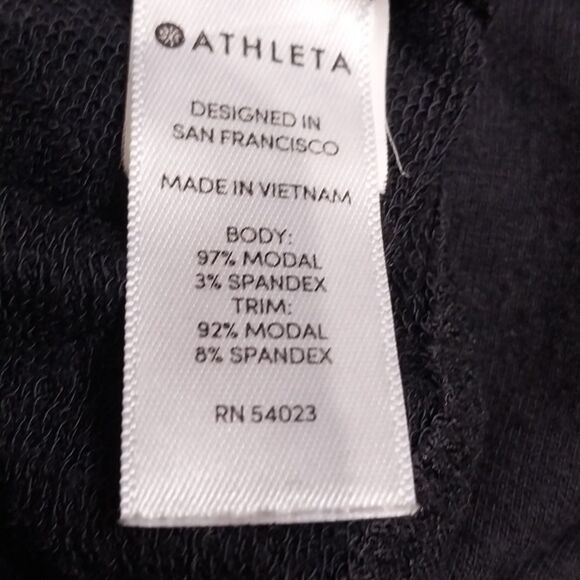 ATHLETA
DESIGNED IN
SAN FRANCISCO
MADE IN VIETNAM
BODY:
97% MODAL
3% SPANDEX
TRIM:
92% MODAL
8% SPANDEX
RN 54023